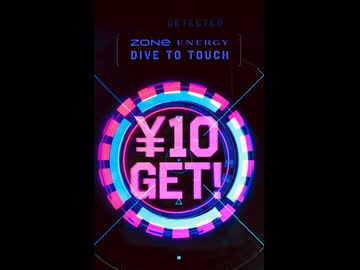 DETECTED
ZONe ENERGY
DIVE TO TOUCH
¥10
GET!